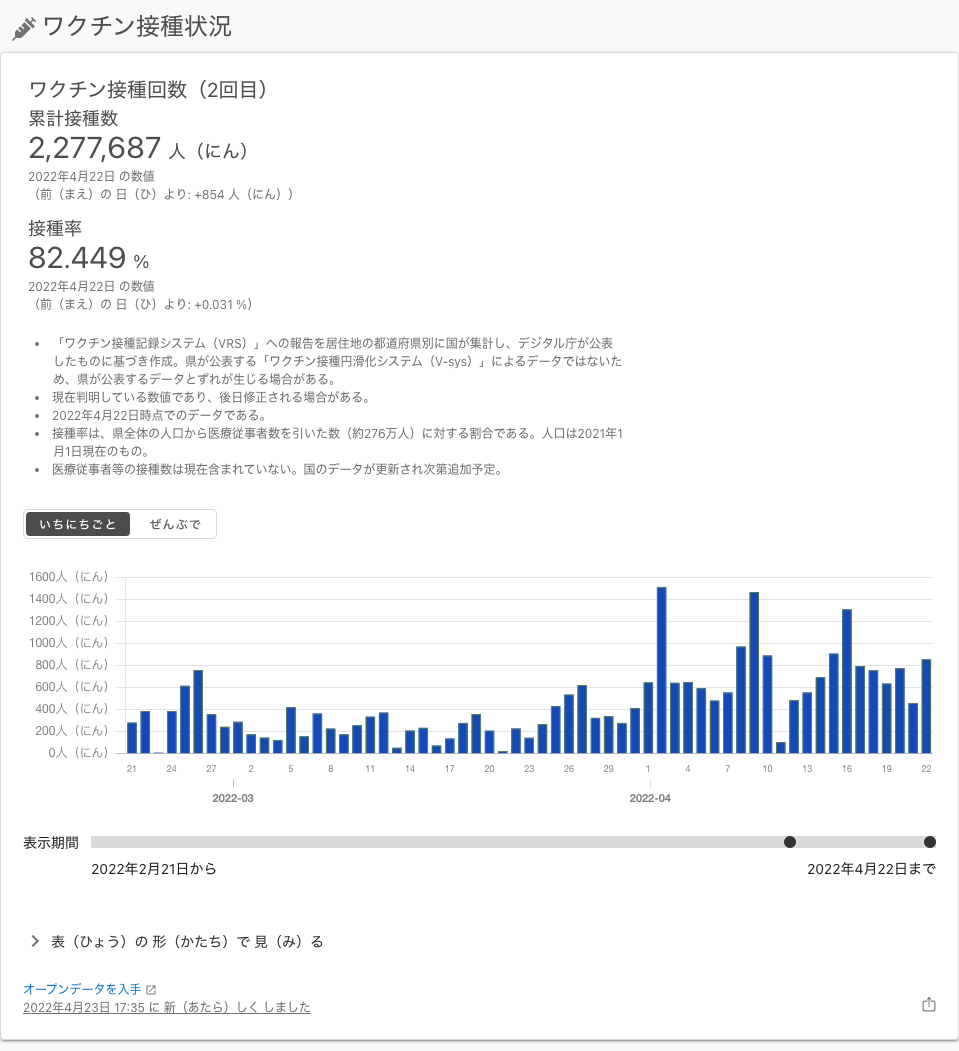 ワクチン接種状況
ワクチン接種回数（2回目）
累計接種数
2,277,687 人（にん）
2022年4月22日 の数値
（前（まえ）の 日（ひ）より: +854 人（にん））
接種率
82.449 %
2022年4月22日 の数値
（前（まえ）の 日（ひ）より: +0.031 %）
・「ワクチン接種記録システム（VRS）」への報告を居住地の都道府県別に国が集計し、デジタル庁が公表
したものに基づき作成。県が公表する「ワクチン接種円滑化システム（V-sys）」によるデータではないた
め、県が公表するデータとずれが生じる場合がある。
・現在判明している数値であり、後日修正される場合がある。
・2022年4月22日時点でのデータである。
・接種率は、県全体の人口から医療従事者数を引いた数（約276万人）に対する割合である。人口は2021年1
月1日現在のもの。
・医療従事者等の接種数は現在含まれていない。国のデータが更新され次第追加予定。
いちにちごと ぜんぶで
1600人（にん）
1400人（にん）
1200人（にん）
1000人（にん）
800人（にん）
600人（にん）
400人（にん）
200人（にん）
0人（にん）
21 24 27 2 5 8 11 14 17 20 23 26 29 1 4 7 10 13 16 19 22
2022-03 2022-04
表示期間
2022年2月21日から 2022年4月22日まで
表（ひょう）の 形（かたち）で 見（み）る
オープンデータを入手
2022年4月23日 17:35 に 新（あたら）しく しました